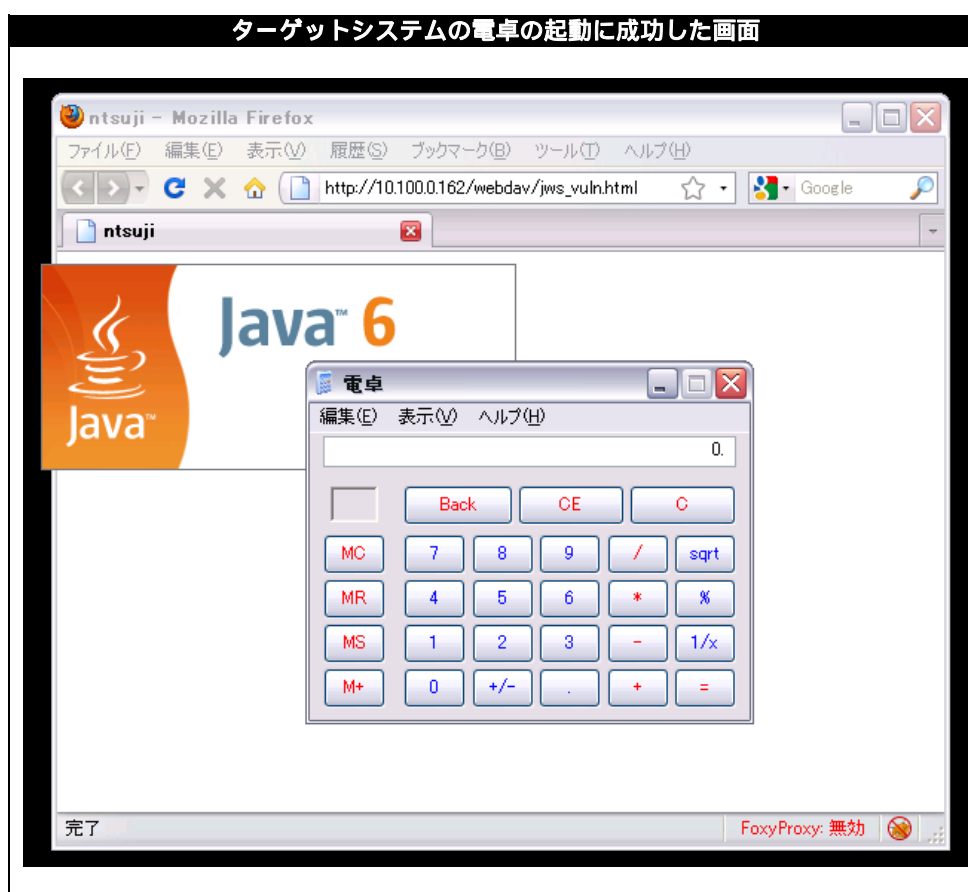 ターゲットシステムの電卓の起動に成功した画面
ntsuji - Mozilla Firefox
ファイル(F) 編集(E) 表示(V) 履歴(S) ブックマーク(B) ツール(T) ヘルプ(H)
http://10.100.0.162/webdav/jws_vuln.html Google
ntsuji
Java™ 6
Java™
電卓
編集(E) 表示(V) ヘルプ(H)
0.
Back CE C
MC 7 8 9 / sqrt
MR 4 5 6 * %
MS 1 2 3 - 1/x
M+ 0 +/- . + =
完了 FoxyProxy: 無効